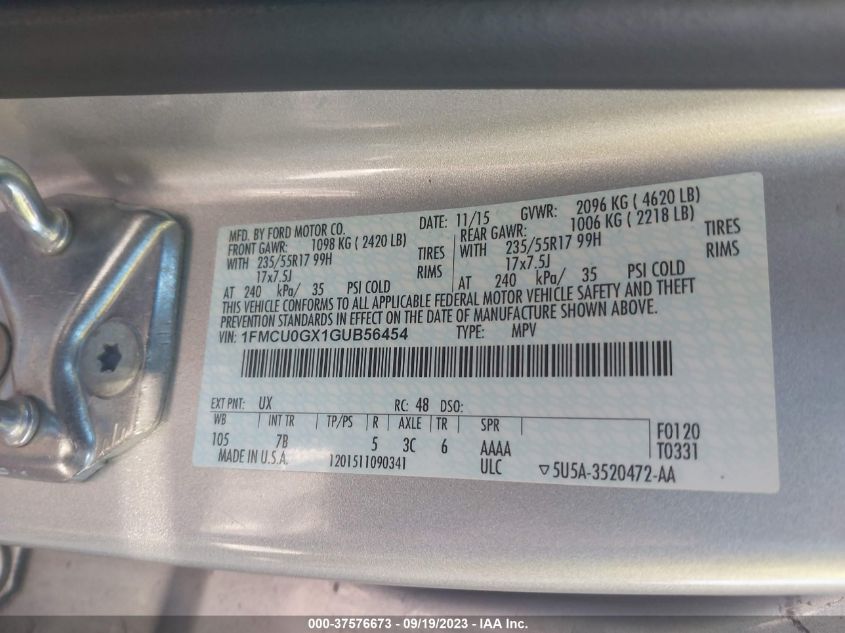 MFD. BY FORD MOTOR CO. DATE: 11/15 GVWR: 2096 KG ( 4620 LB)
FRONT GAWR: 1098 KG ( 2420 LB) REAR GAWR: 1006 KG ( 2218 LB)
WITH 235/55R17 99H TIRES WITH 235/55R17 99H TIRES
17x7.5J RIMS 17x7.5J RIMS
AT 240 kPa/ 35 PSI COLD AT 240 kPa/ 35 PSI COLD
THIS VEHICLE CONFORMS TO ALL APPLICABLE FEDERAL MOTOR VEHICLE SAFETY AND THEFT
PREVENTION STANDARDS IN EFFECT ON THE DATE OF MANUFACTURE SHOWN ABOVE.
VIN: 1FMCU0GX1GUB56454 TYPE: MPV
EXT PNT: UX RC: 48 DSO:
WB INT TR TP/PS R AXLE TR SPR
105 7B 5 3C 6 AAAA F0120
MADE IN U.S.A. 1201511090341 ULC T0331
▽5U5A-3520472-AA
000-37576673 - 09/19/2023 - IAA Inc.